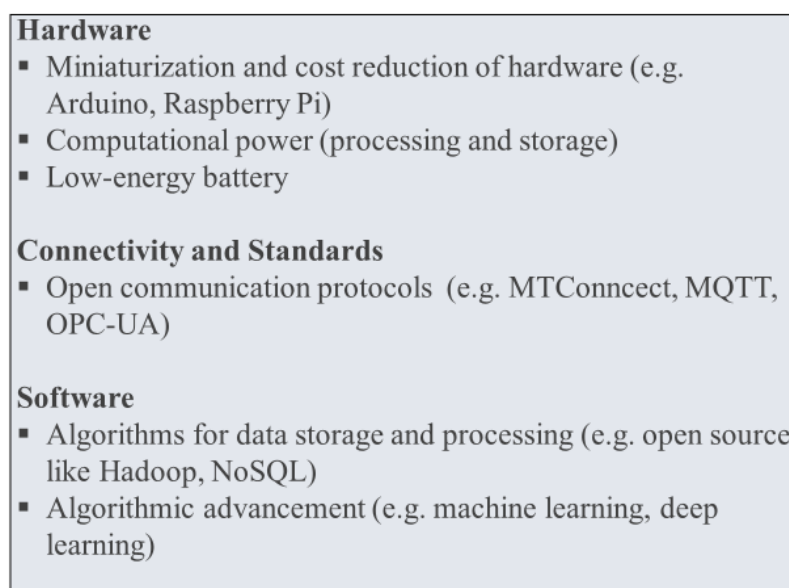 Hardware
▪ Miniaturization and cost reduction of hardware (e.g.
Arduino, Raspberry Pi)
▪ Computational power (processing and storage)
▪ Low-energy battery
Connectivity and Standards
▪ Open communication protocols (e.g. MTConncect, MQTT,
OPC-UA)
Software
▪ Algorithms for data storage and processing (e.g. open source
like Hadoop, NoSQL)
▪ Algorithmic advancement (e.g. machine learning, deep
learning)